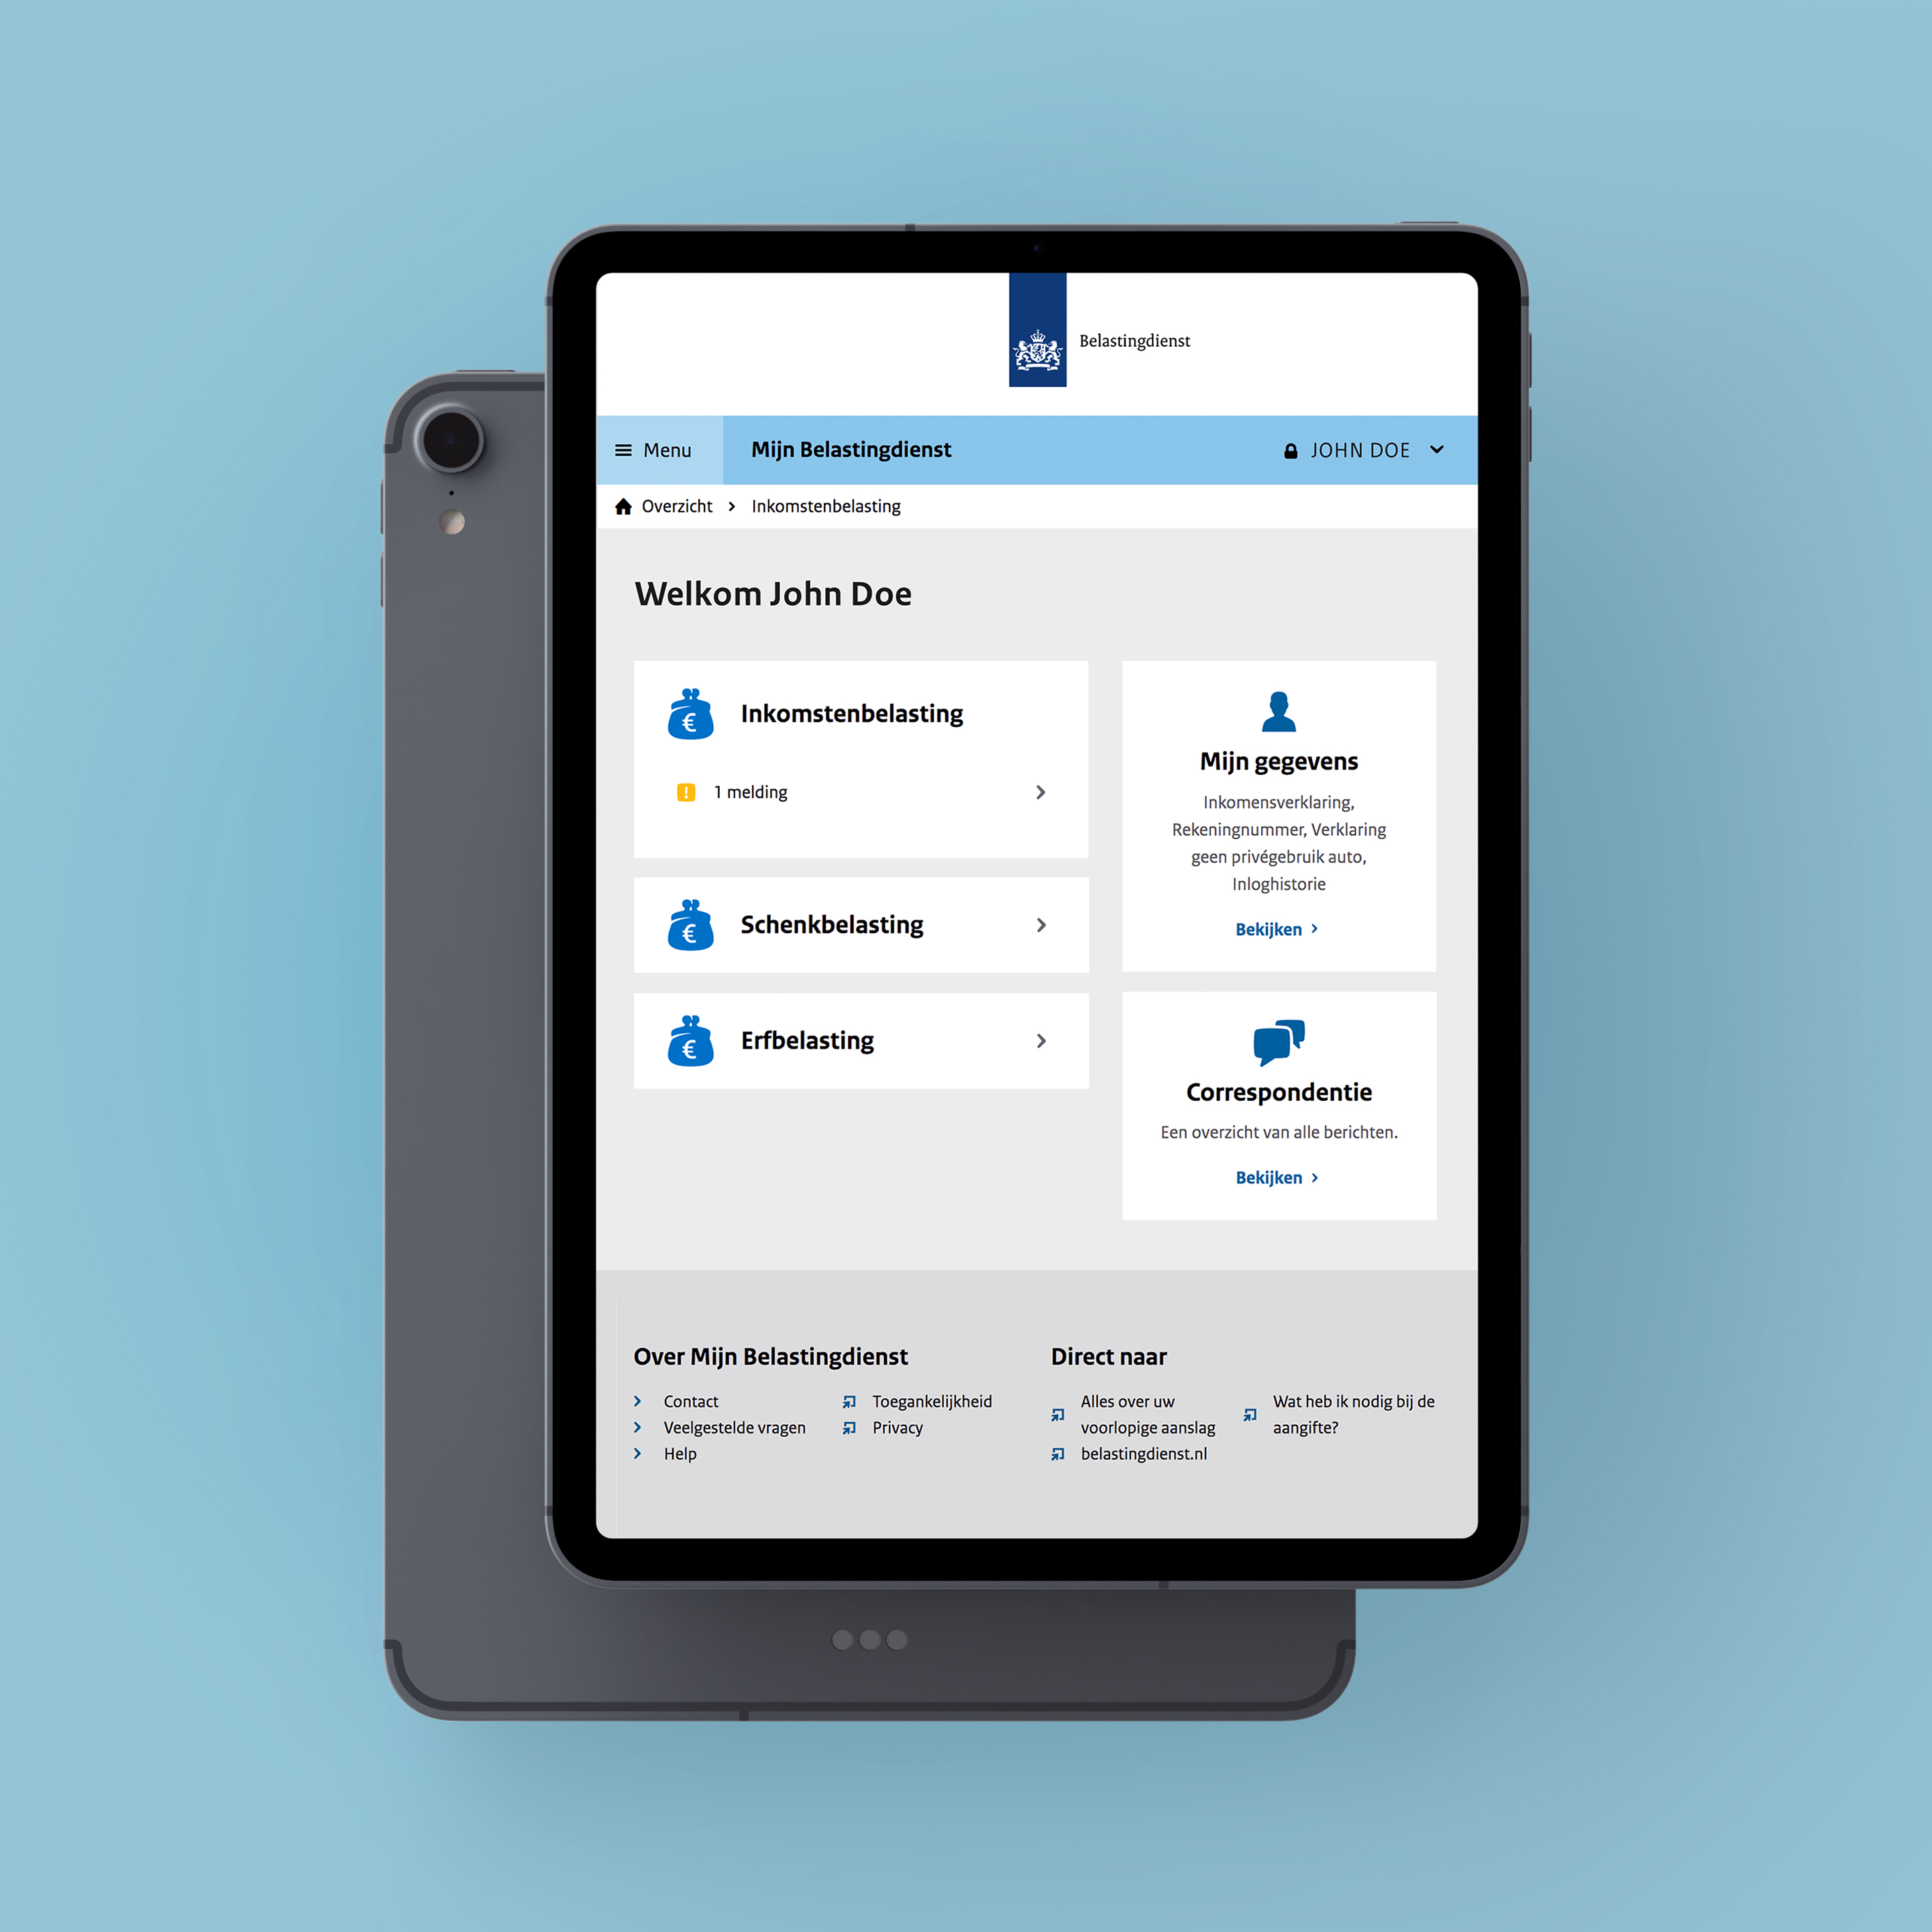 Belastingdienst
Menu
Mijn Belastingdienst
JOHN DOE
Overzicht
Inkomstenbelasting
Welkom John Doe
€
Inkomstenbelasting
! 1 melding
€
Schenkbelasting
€
Erfbelasting
Mijn gegevens
Inkomensverklaring,
Rekeningnummer, Verklaring
geen privégebruik auto,
Inloghistorie
Bekijken
Correspondentie
Een overzicht van alle berichten.
Bekijken
Over Mijn Belastingdienst
Contact
Veelgestelde vragen
Help
Toegankelijkheid
Privacy
Direct naar
Alles over uw
voorlopige aanslag
belastingdienst.nl
Wat heb ik nodig bij de
aangifte?